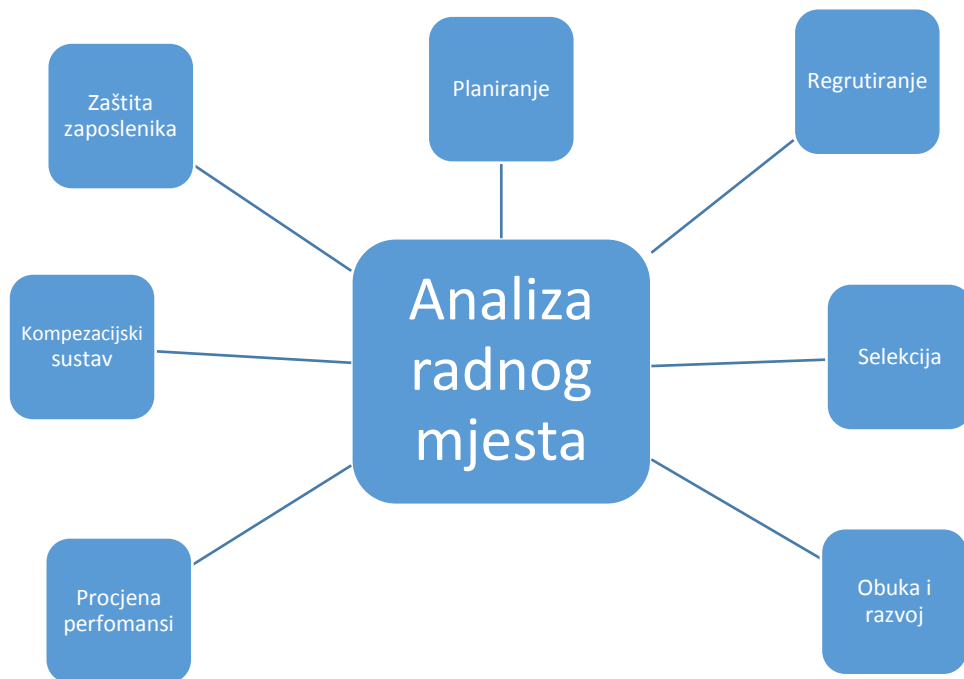 Planiranje
Regrutiranje
Zaštita
zaposlenika
Analiza
radnog
mjesta
Kompezacijski
sustav
Selekcija
Procjena
perfomansi
Obuka i
razvoj